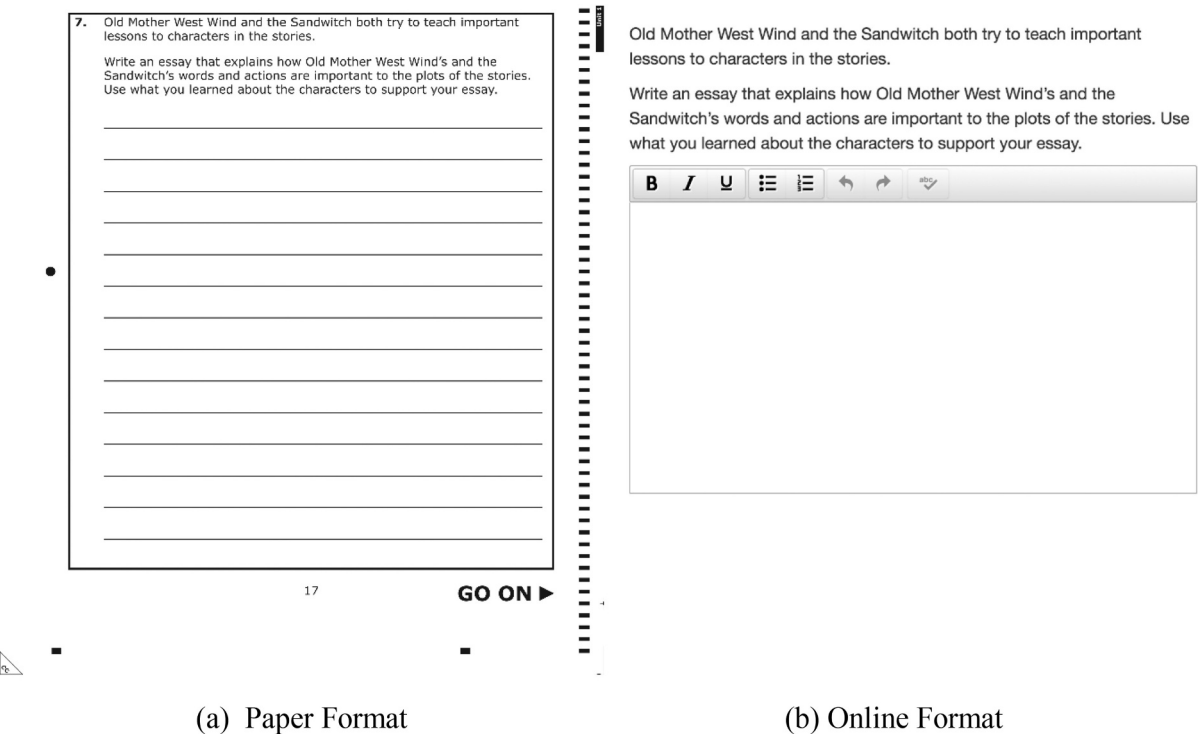 7. Old Mother West Wind and the Sandwitch both try to teach important
lessons to characters in the stories.
Write an essay that explains how Old Mother West Wind's and the
Sandwitch's words and actions are important to the plots of the stories.
Use what you learned about the characters to support your essay.
17
GO ON
Unit 1
Old Mother West Wind and the Sandwitch both try to teach important
lessons to characters in the stories.
Write an essay that explains how Old Mother West Wind's and the
Sandwitch's words and actions are important to the plots of the stories. Use
what you learned about the characters to support your essay.
B I U abc
(a) Paper Format
(b) Online Format